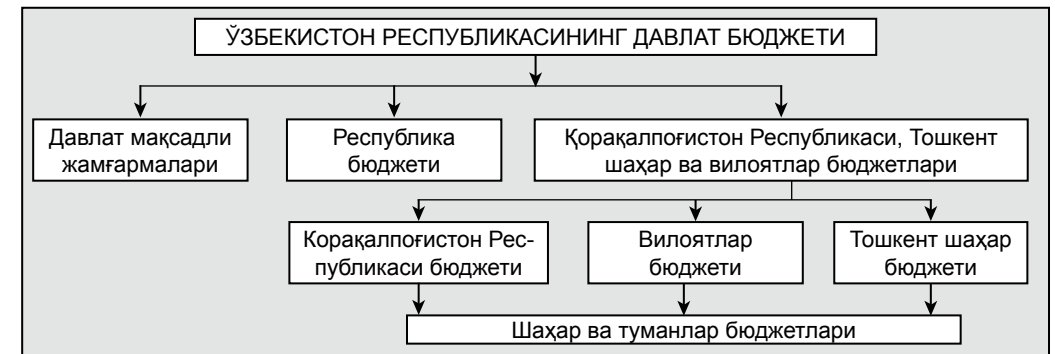 ЎЗБЕКИСТОН РЕСПУБЛИКАСИНИНГ ДАВЛАТ БЮДЖЕТИ
Давлат мақсадли
жамғармалари
Республика
бюджети
Қорақалпоғистон Республикаси, Тошкент
шаҳар ва вилоятлар бюджетлари
Корақалпоғистон Рес-
публикаси бюджети
Вилоятлар
бюджети
Тошкент шаҳар
бюджети
Шаҳар ва туманлар бюджетлари